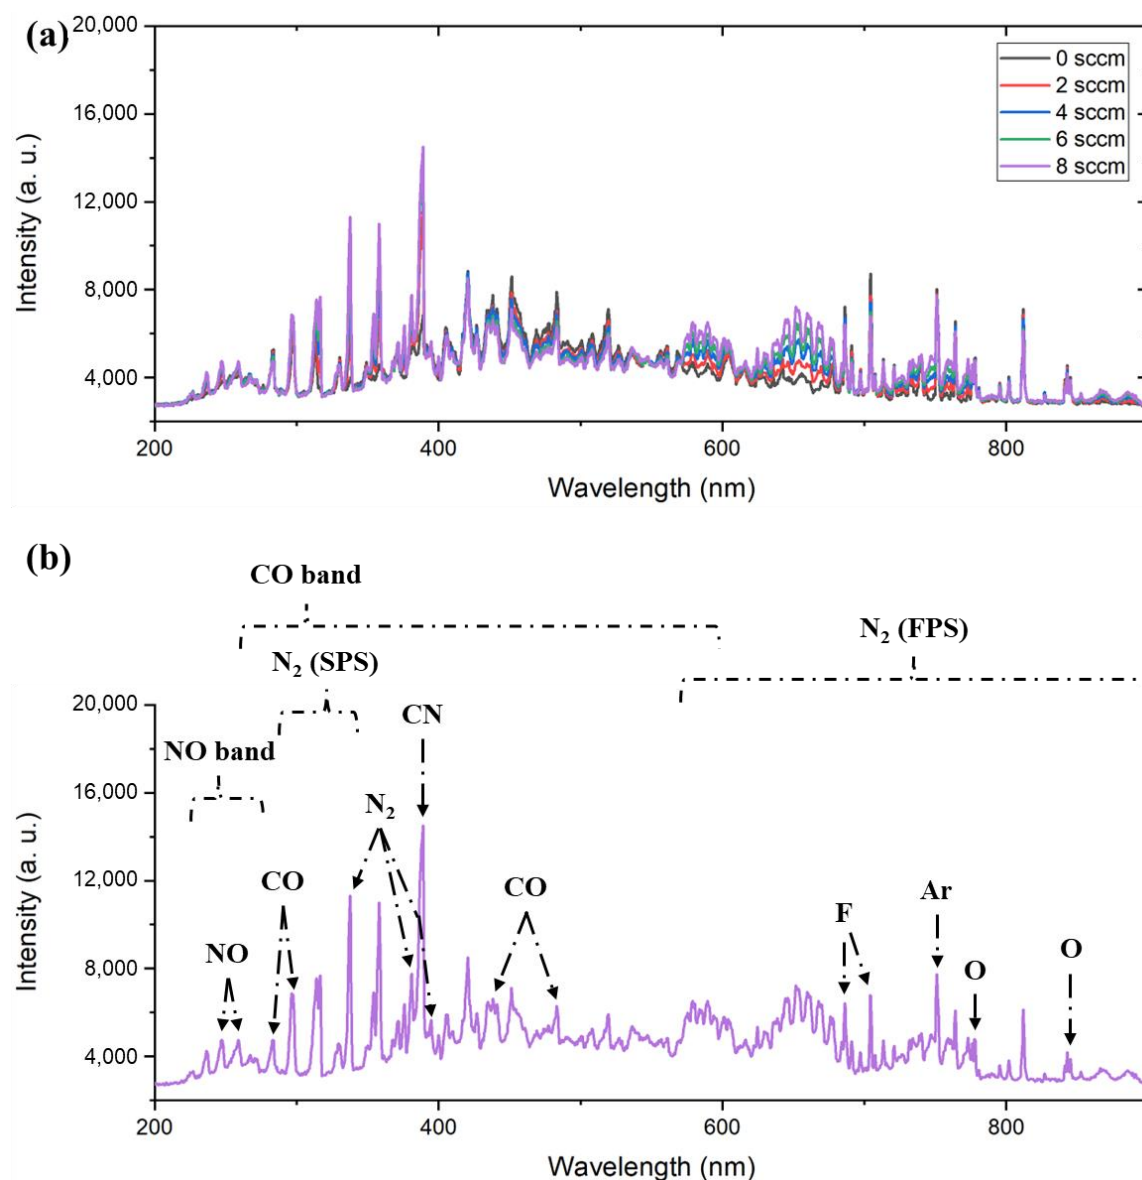 (a)
20,000
16,000
12,000
8,000
4,000
Intensity (a. u.)
0 sccm
2 sccm
4 sccm
6 sccm
8 sccm
200
400
600
800
Wavelength (nm)
(b)
CO band
N₂ (FPS)
N₂ (SPS)
NO band
CN
N₂
CO
NO
CO
F
Ar
O
O
20,000
16,000
12,000
8,000
4,000
Intensity (a. u.)
200
400
600
800
Wavelength (nm)